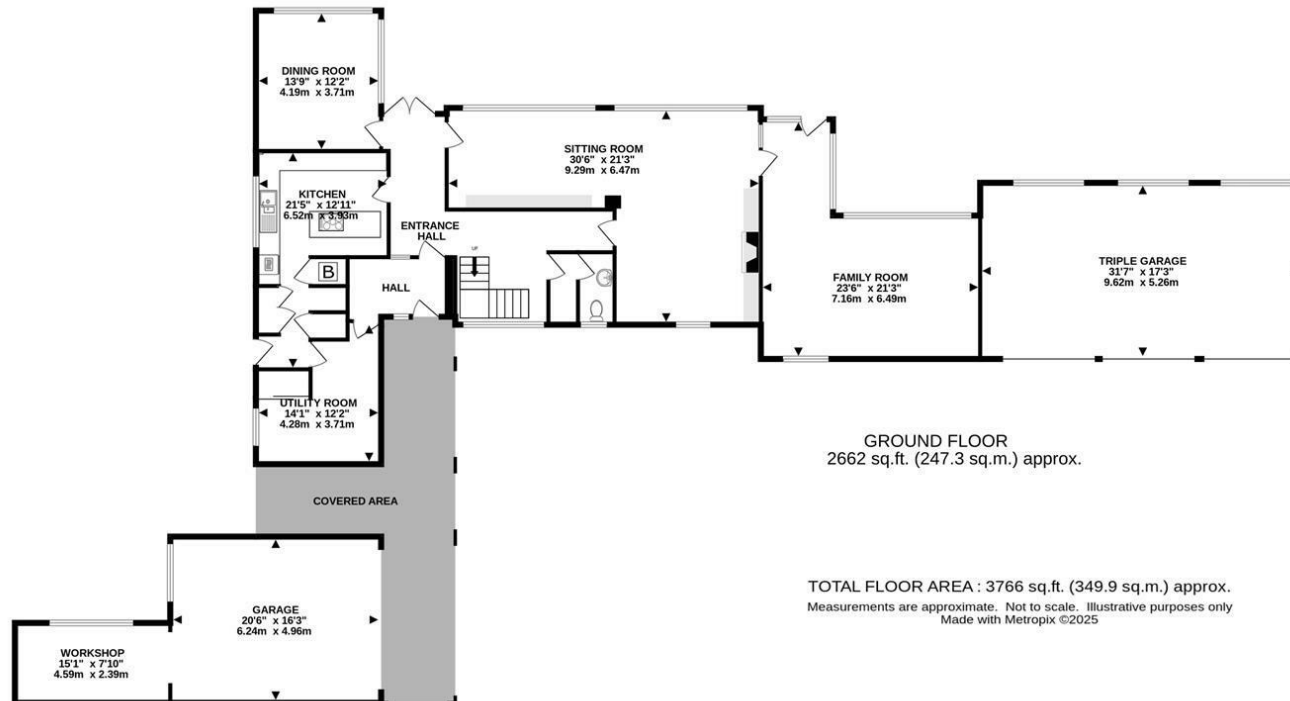 DINING ROOM
13'9" x 12'2"
4.19m x 3.71m
SITTING ROOM
30'6" x 21'3"
9.29m x 6.47m
KITCHEN
21'5" x 12'11"
6.52m x 3.93m
ENTRANCE
HALL
UP
B
HALL
FAMILY ROOM
23'6" x 21'3"
7.16m x 6.49m
TRIPLE GARAGE
31'7" x 17'3"
9.62m x 5.26m
UTILITY ROOM
14'1" x 12'2"
4.28m x 3.71m
GROUND FLOOR
2662 sq.ft. (247.3 sq.m.) approx.
COVERED AREA
TOTAL FLOOR AREA : 3766 sq.ft. (349.9 sq.m.) approx.
Measurements are approximate. Not to scale. Illustrative purposes only
Made with Metropix ©2025
GARAGE
20'6" x 16'3"
6.24m x 4.96m
WORKSHOP
15'1" x 7'10"
4.59m x 2.39m